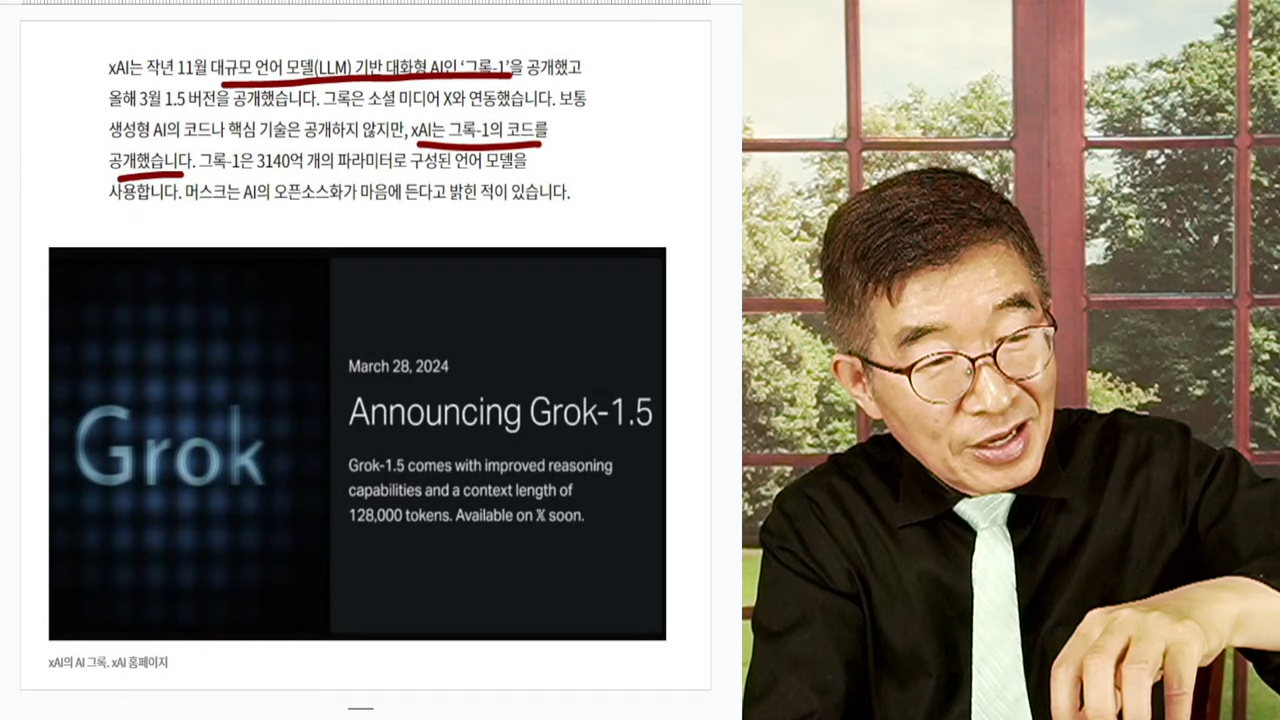 xAI는 작년 11월 대규모 언어 모델(LLM) 기반 대화형 AI인 ‘그록-1’을 공개했고
올해 3월 1.5 버전을 공개했습니다. 그록은 소셜 미디어 X와 연동했습니다. 보통
생성형 AI의 코드나 핵심 기술은 공개하지 않지만, xAI는 그록-1의 코드를
공개했습니다. 그록-1은 3140억 개의 파라미터로 구성된 언어 모델을
사용합니다. 머스크는 AI의 오픈소스화가 마음에 든다고 밝힌 적이 있습니다.
Grok
March 28, 2024
Announcing Grok-1.5
Grok-1.5 comes with improved reasoning
capabilities and a context length of
128,000 tokens. Available on 𝕏 soon.
xAI의 AI 그록. xAI 홈페이지